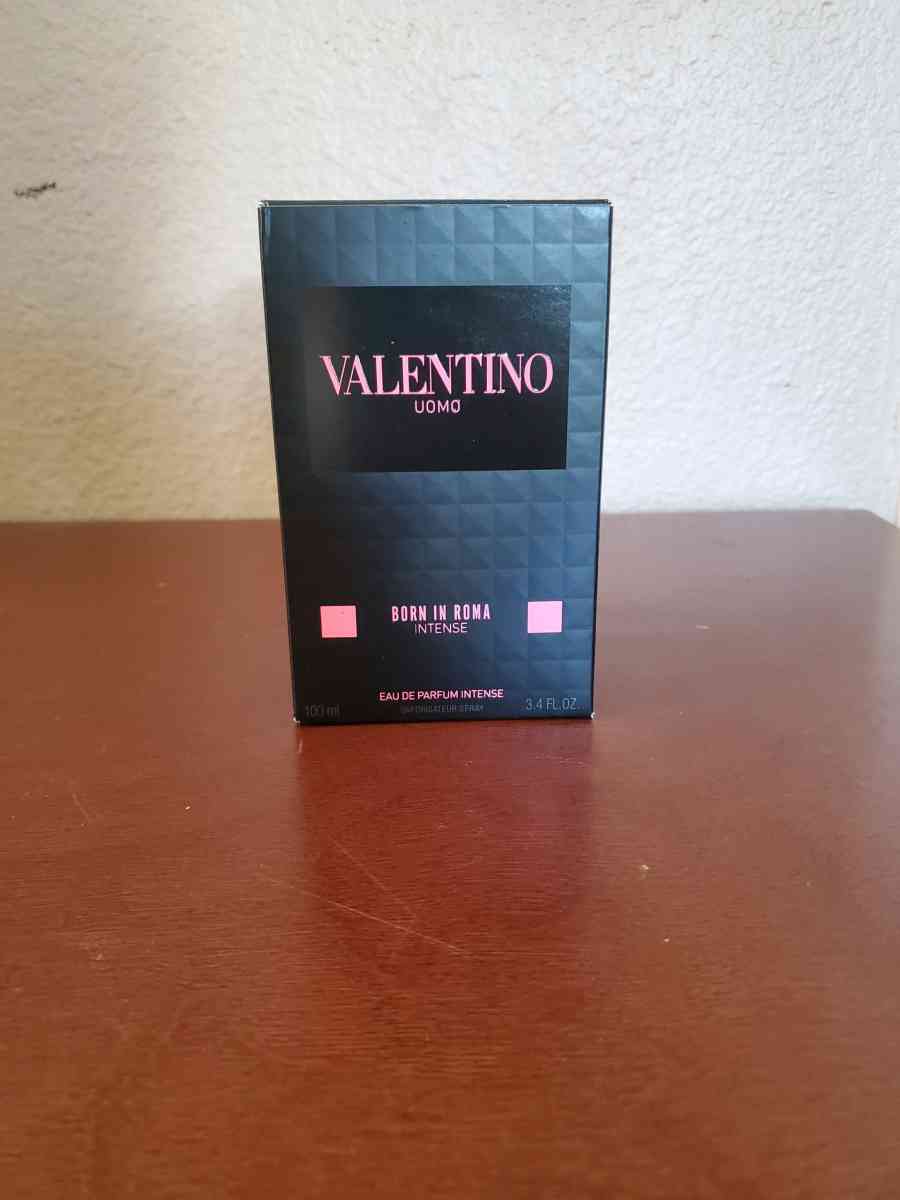 VALENTINO
UOMO
BORN IN ROMA
INTENSE
EAU DE PARFUM INTENSE
100 ml VAPORISATEUR SPRAY 3.4 FL.OZ.